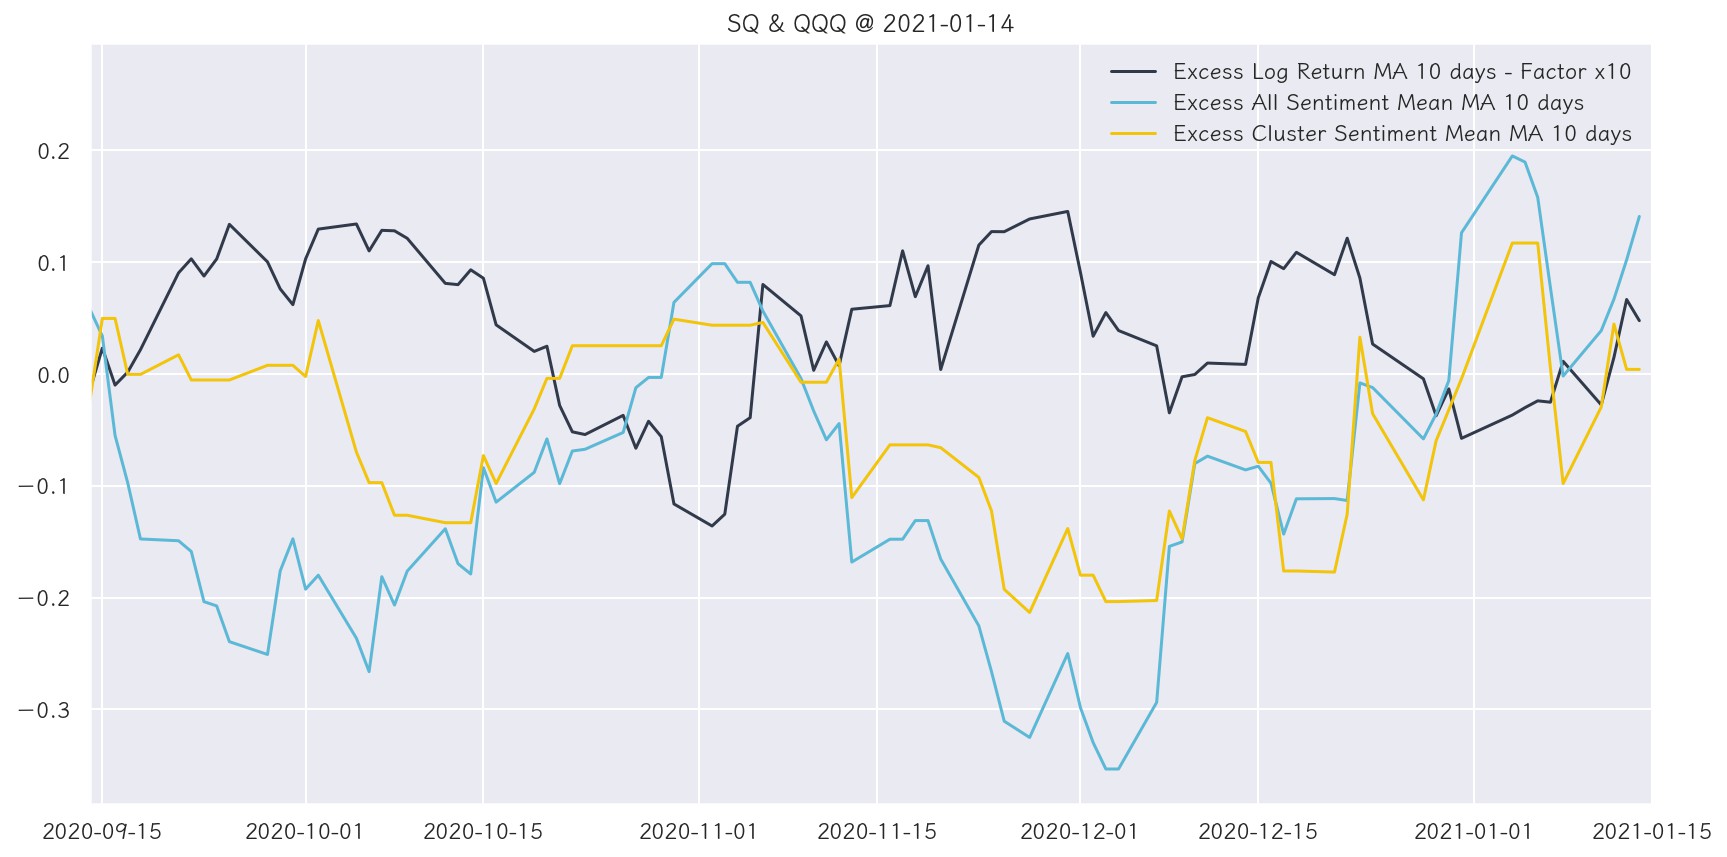 SQ & QQQ @ 2021-01-14
Excess Log Return MA 10 days - Factor x10
Excess All Sentiment Mean MA 10 days
Excess Cluster Sentiment Mean MA 10 days
0.2
0.1
0.0
−0.1
−0.2
−0.3
2020-09-15 2020-10-01 2020-10-15 2020-11-01 2020-11-15 2020-12-01 2020-12-15 2021-01-01 2021-01-15